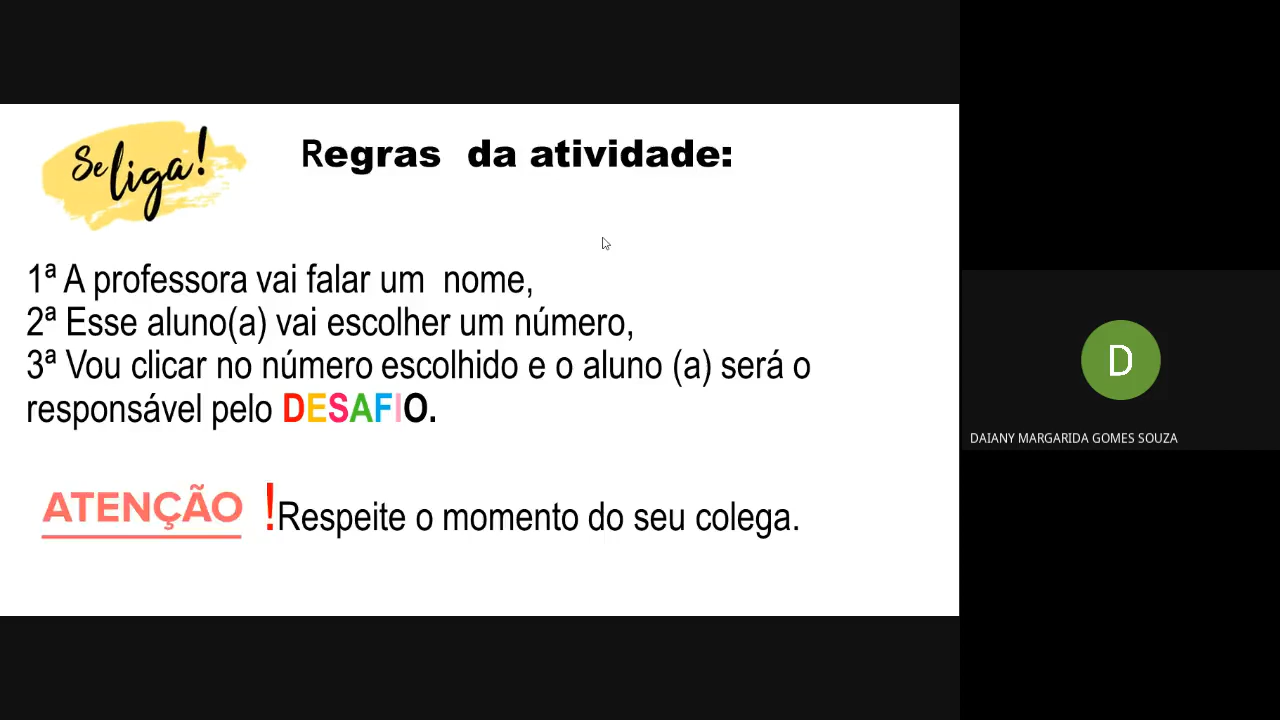 Se liga!
Regras da atividade:
1ª A professora vai falar um nome,
2ª Esse aluno(a) vai escolher um número,
3ª Vou clicar no número escolhido e o aluno (a) será o
responsável pelo DESAFIO.
ATENÇÃO !Respeite o momento do seu colega.
D
DAIANY MARGARIDA GOMES SOUZA